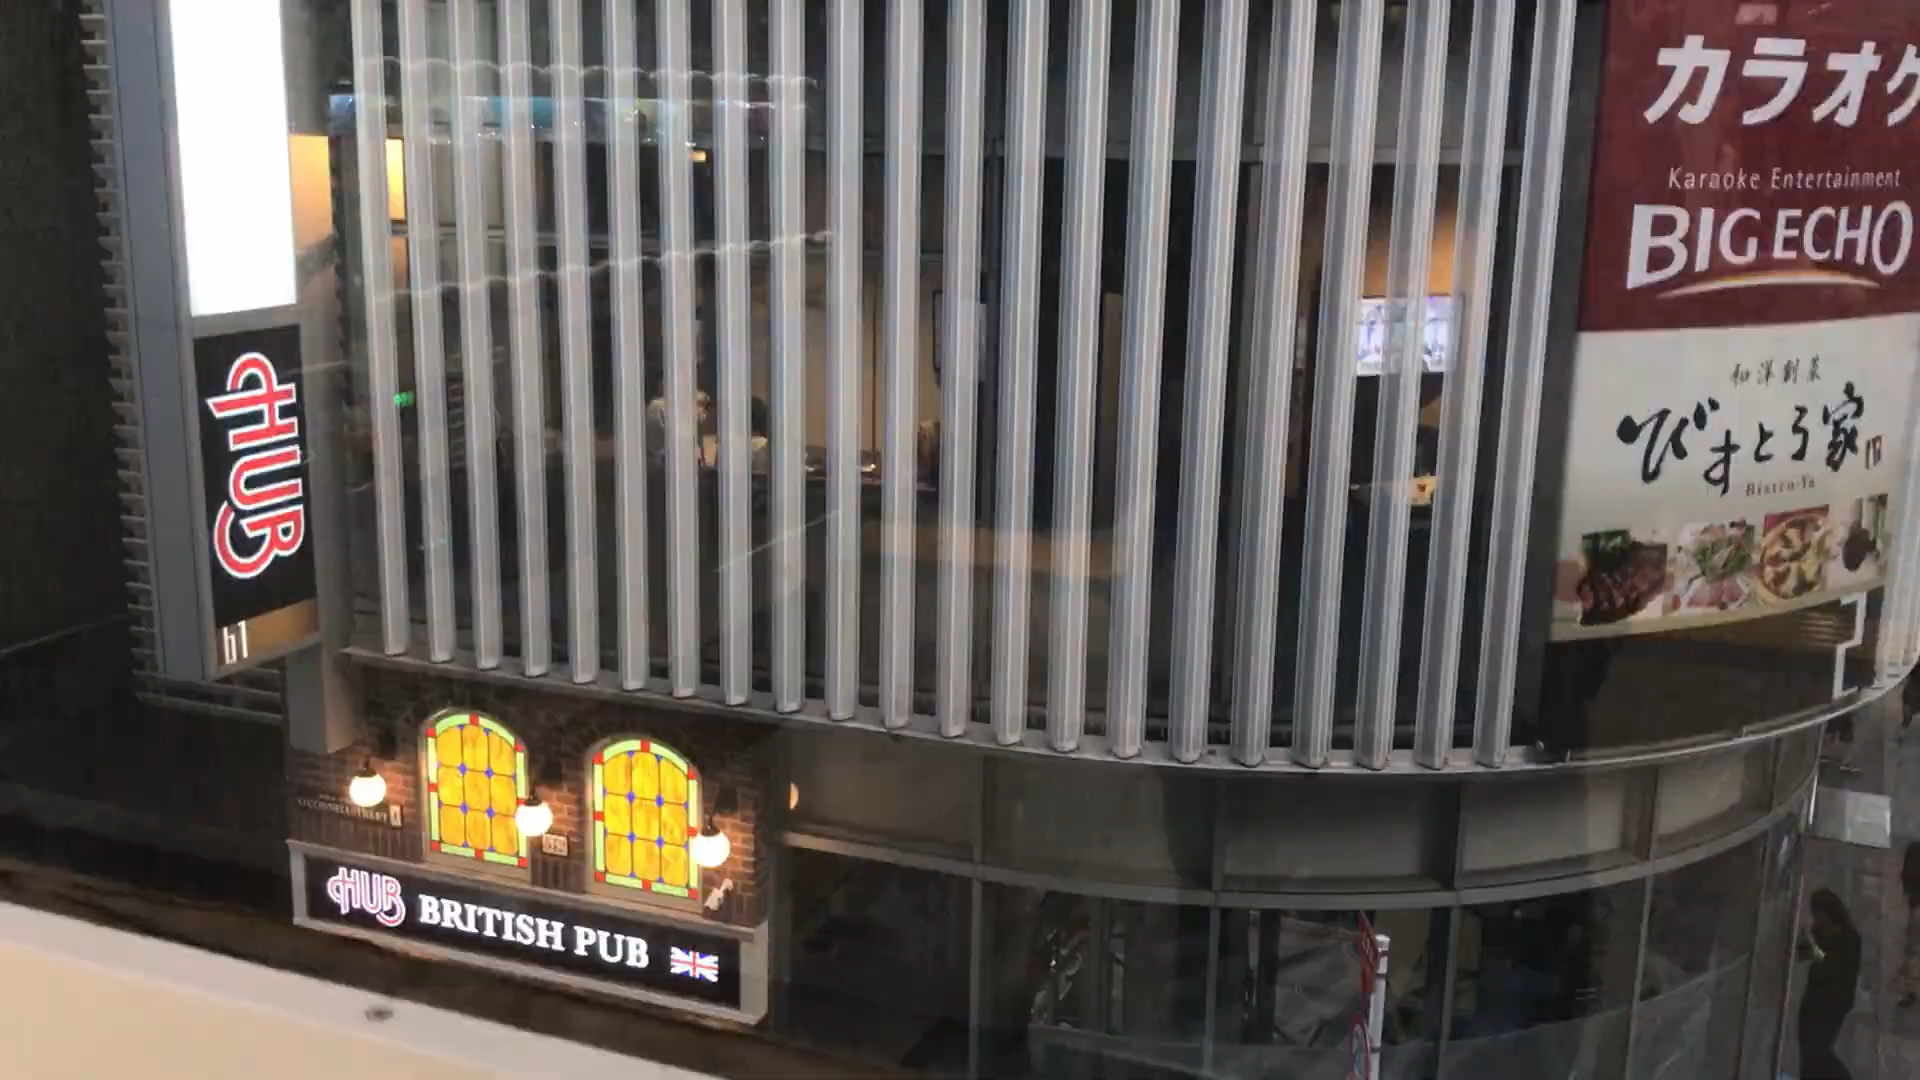 カラオケ
Karaoke Entertainment
BIG ECHO
和洋創菜
びすとろ家
Bistro-Ya
HUB
b1
HUB BRITISH PUB